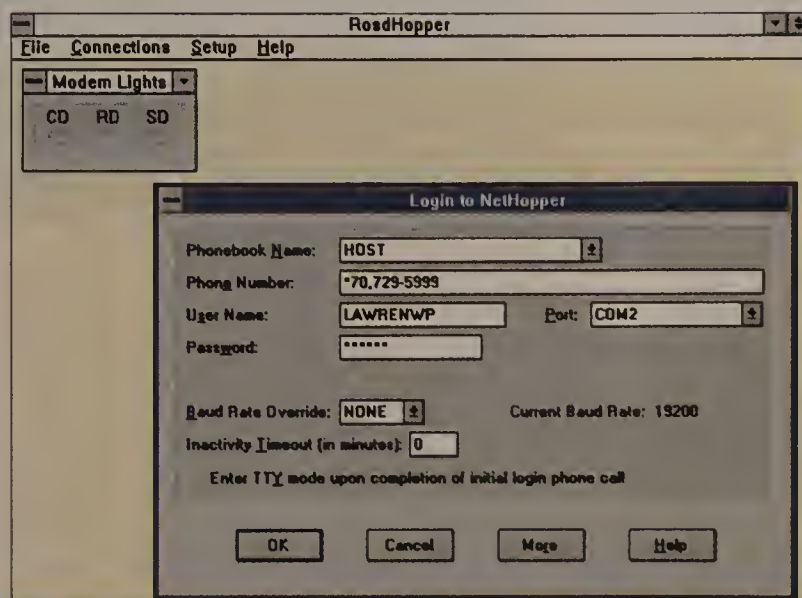 RoadHopper
File Connections Setup Help
Modem Lights
CD RD SD
Login to NetHopper
Phonebook Name: HOST
Phone Number: *70,729-5999
User Name: LAWRENWP Port: COM2
Password: ******
Baud Rate Override: NONE Current Baud Rate: 19200
Inactivity Timeout (in minutes): 0
Enter TTY mode upon completion of initial login phone call
OK Cancel More Help